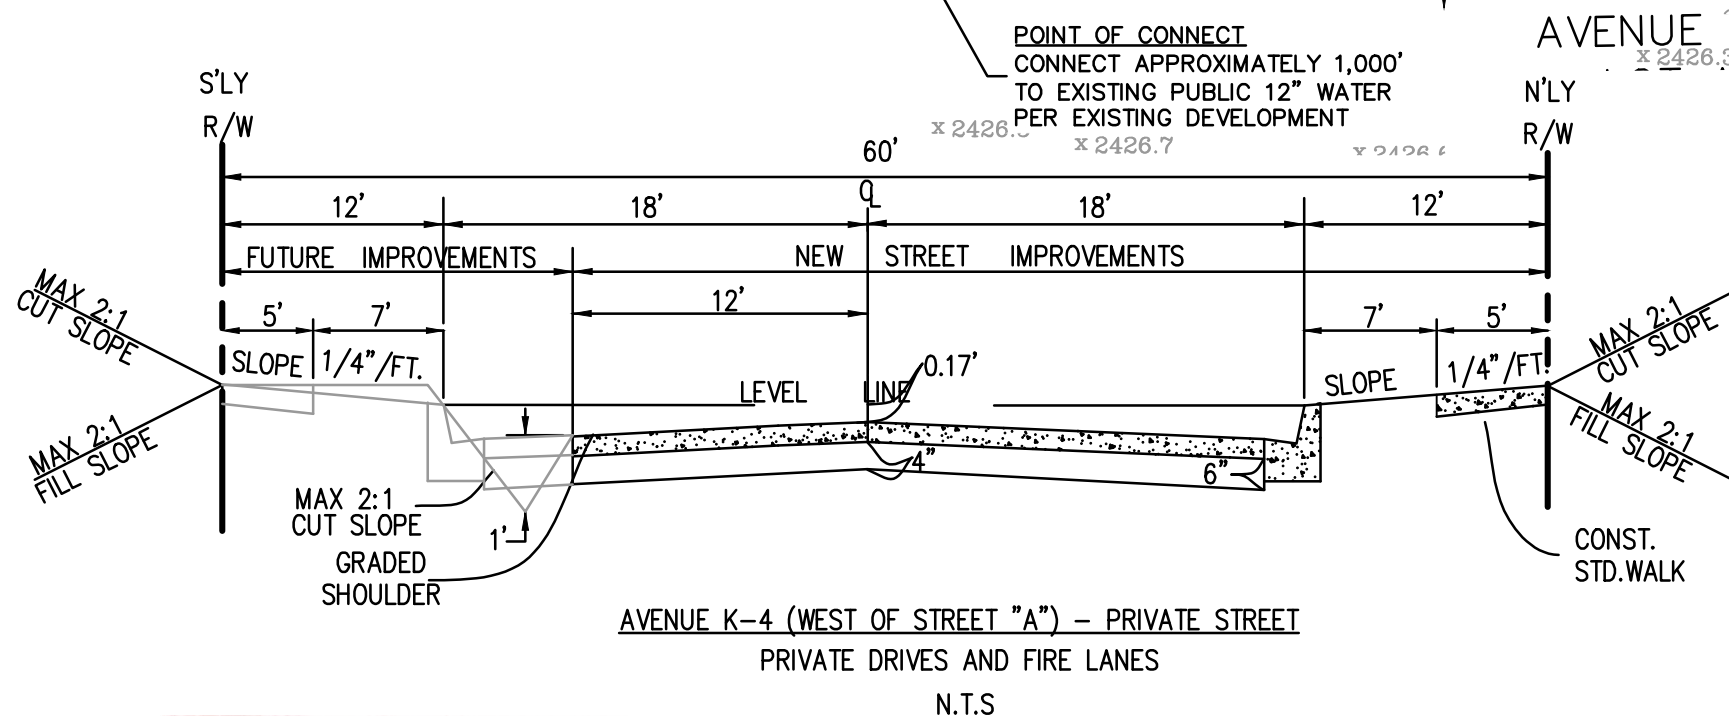 POINT OF CONNECT
CONNECT APPROXIMATELY 1,000'
TO EXISTING PUBLIC 12" WATER
PER EXISTING DEVELOPMENT
AVENUE
x 2426.3
x 2426.7
S'LY
R/W
N'LY
R/W
60'
CL
12' 18' 18' 12'
FUTURE IMPROVEMENTS NEW STREET IMPROVEMENTS
12'
5' 7' 7' 5'
MAX 2:1
CUT SLOPE
SLOPE 1/4"/FT.
0.17'
LEVEL LINE
SLOPE 1/4"/FT.
MAX 2:1
CUT SLOPE
MAX 2:1
FILL SLOPE
MAX 2:1
FILL SLOPE
4"
6"
MAX 2:1
CUT SLOPE
1'
GRADED
SHOULDER
CONST.
STD.WALK
AVENUE K-4 (WEST OF STREET "A") - PRIVATE STREET
PRIVATE DRIVES AND FIRE LANES
N.T.S